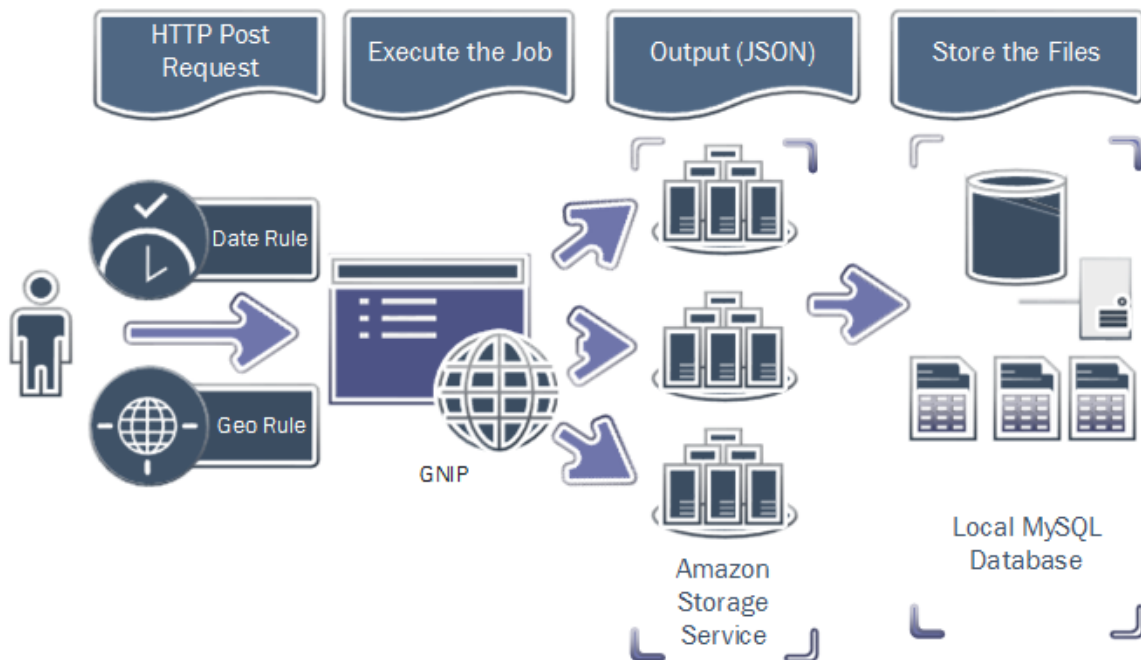 HTTP Post
Request
Execute the Job
Output (JSON)
Store the Files
Date Rule
Geo Rule
GNIP
Amazon
Storage
Service
Local MySQL
Database